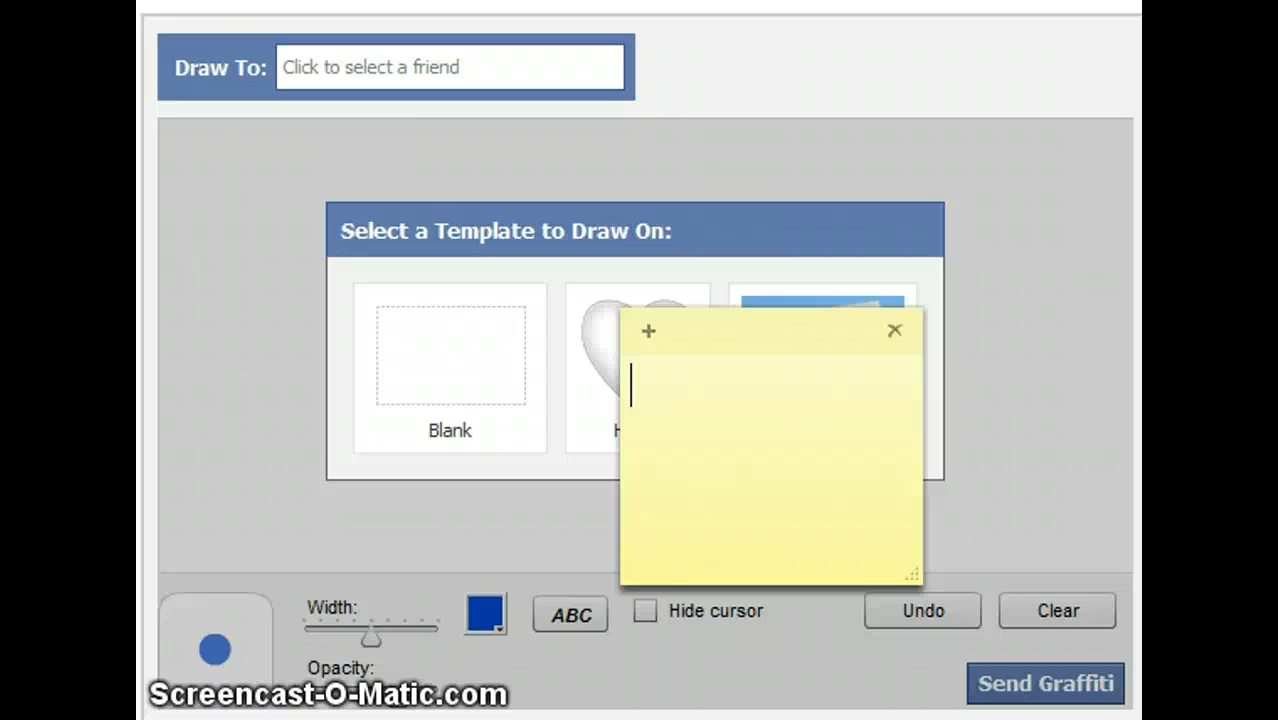 Draw To: Click to select a friend
Select a Template to Draw On:
Blank
Width:
ABC
Hide cursor
Undo
Clear
Opacity:
Send Graffiti
Screencast-O-Matic.com